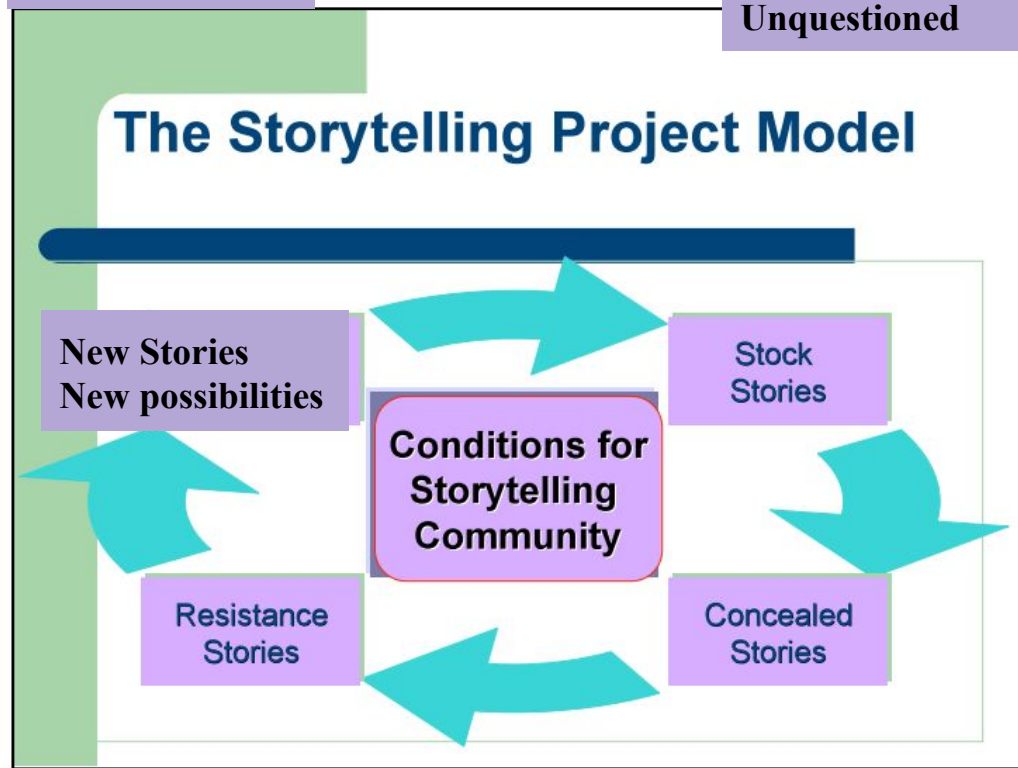 Unquestioned
The Storytelling Project Model
New Stories
New possibilities
Stock
Stories
Conditions for
Storytelling
Community
Resistance
Stories
Concealed
Stories